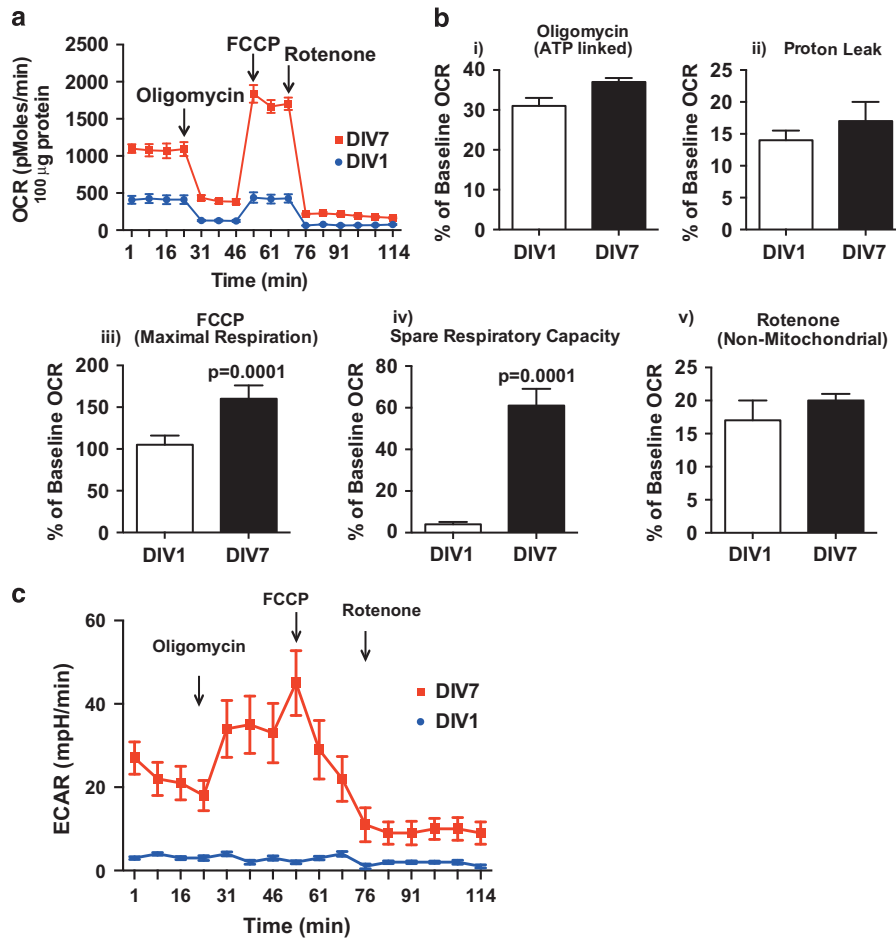 a
OCR (pMoles/min)
100 µg protein
2500
2000
1500
1000
500
0
Oligomycin
FCCP
Rotenone
DIV7
DIV1
1 16 31 46 61 76 91 114
Time (min)
b
i)
Oligomycin
(ATP linked)
% of Baseline OCR
40
30
20
10
0
DIV1 DIV7
ii)
Proton Leak
% of Baseline OCR
25
20
15
10
5
0
DIV1 DIV7
iii)
FCCP
(Maximal Respiration)
% of Baseline OCR
200
150
100
50
0
p=0.0001
DIV1 DIV7
iv)
Spare Respiratory Capacity
% of Baseline OCR
80
60
40
20
0
p=0.0001
DIV1 DIV7
v)
Rotenone
(Non-Mitochondrial)
% of Baseline OCR
25
20
15
10
5
0
DIV1 DIV7
c
ECAR (mpH/min)
60
40
20
0
Oligomycin
FCCP
Rotenone
DIV7
DIV1
1 16 31 46 61 76 91 114
Time (min)